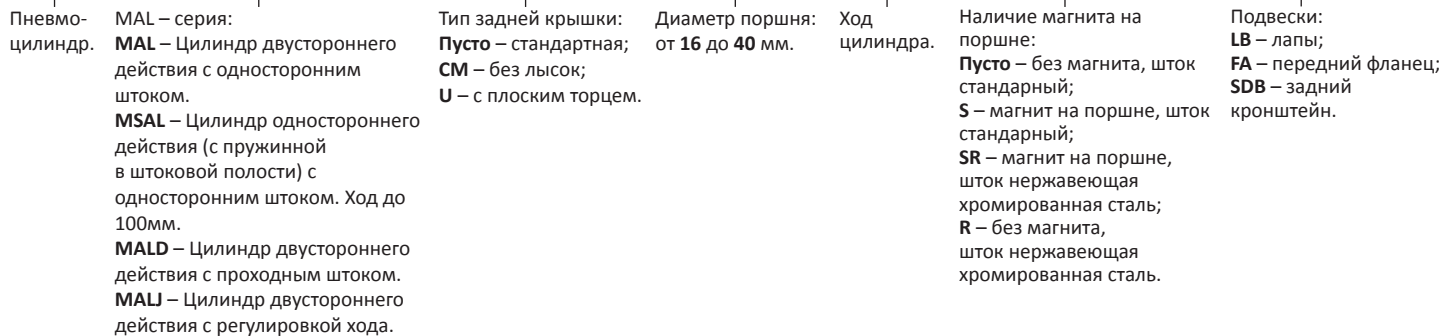 Пневмо-
цилиндр.
MAL – серия:
MAL – Цилиндр двустороннего
действия с односторонним
штоком.
MSAL – Цилиндр одностороннего
действия (с пружинной
в штоковой полости) с
односторонним штоком. Ход до
100мм.
MALD – Цилиндр двустороннего
действия с проходным штоком.
MALJ – Цилиндр двустороннего
действия с регулировкой хода.
Тип задней крышки:
Пусто – стандартная;
CM – без лысок;
U – с плоским торцем.
Диаметр поршня:
от 16 до 40 мм.
Ход
цилиндра.
Наличие магнита на
поршне:
Пусто – без магнита, шток
стандарный;
S – магнит на поршне, шток
стандарный;
SR – магнит на поршне,
шток нержавеющая
хромированная сталь;
R – без магнита,
шток нержавеющая
хромированная сталь.
Подвески:
LB – лапы;
FA – передний фланец;
SDB – задний
кронштейн.